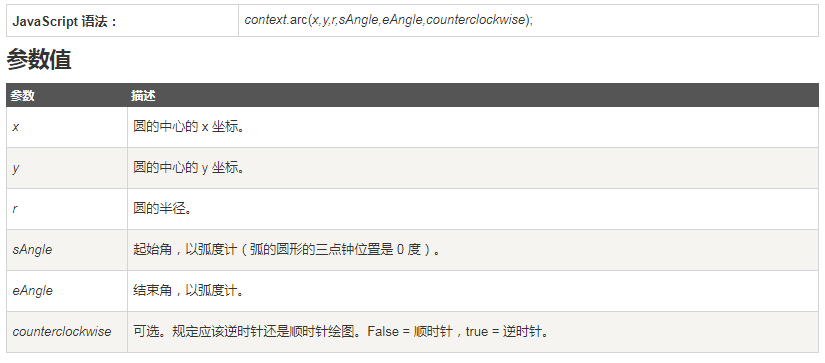 JavaScript 语法： context.arc(x,y,r,sAngle,eAngle,counterclockwise);
参数值
参数 描述
x 圆的中心的 x 坐标。
y 圆的中心的 y 坐标。
r 圆的半径。
sAngle 起始角，以弧度计（弧的圆形的三点钟位置是 0 度）。
eAngle 结束角，以弧度计。
counterclockwise 可选。规定应该逆时针还是顺时针绘图。False = 顺时针，true = 逆时针。